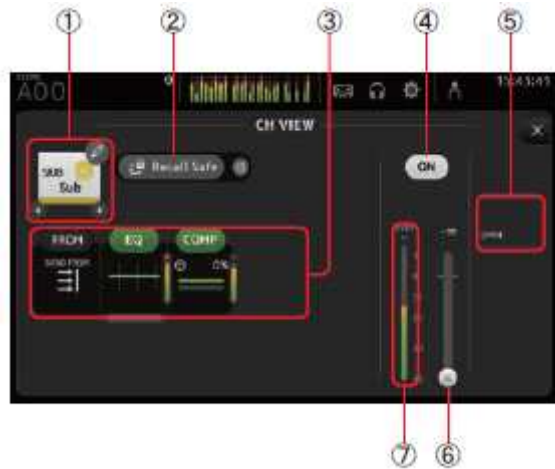 ① ② ③ ④ ⑤
A00
CH VIEW
SUB
Sub
Recall Safe
ON
FROM EQ COMP
SEND FROM
0%
⑦ ⑥